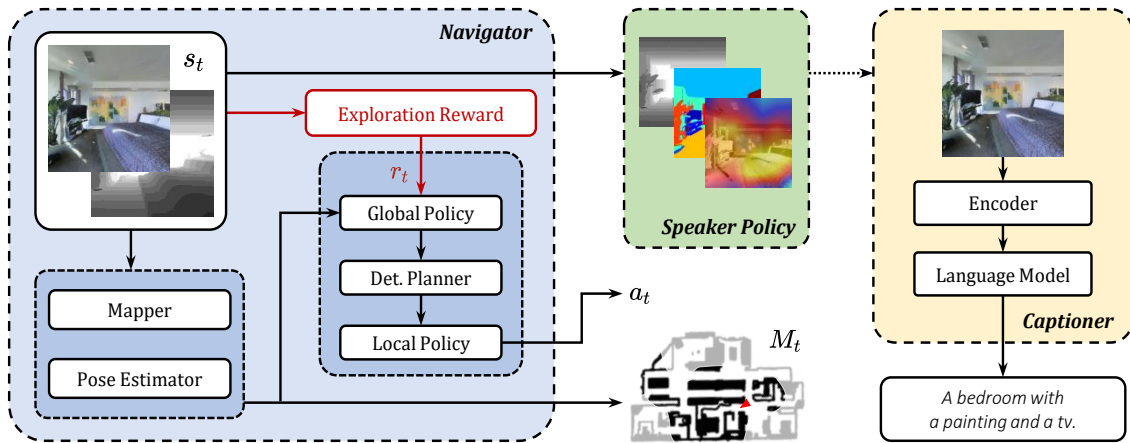 Navigator
s_t
Exploration Reward
r_t
Global Policy
Det. Planner
Local Policy
Mapper
Pose Estimator
Speaker Policy
a_t
M_t
Encoder
Language Model
Captioner
A bedroom with
a painting and a tv.